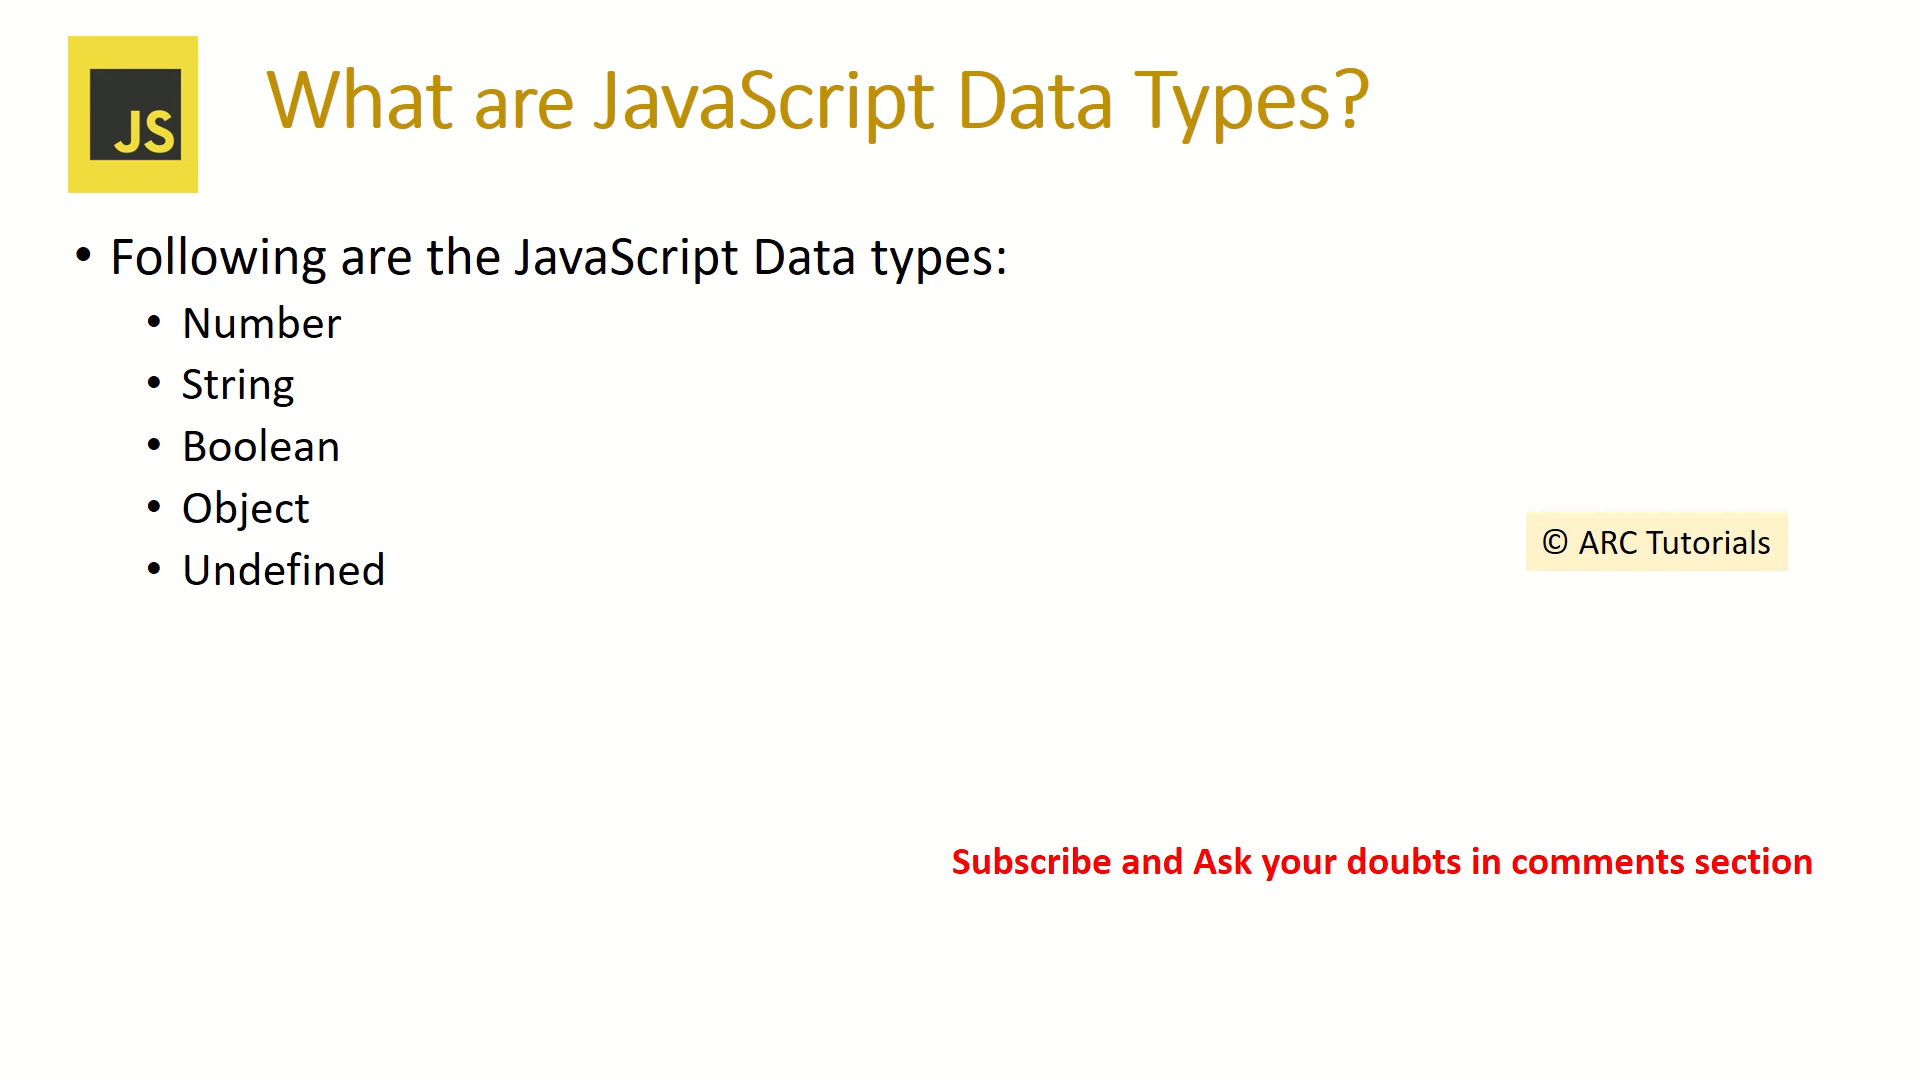 JS
What are JavaScript Data Types?
• Following are the JavaScript Data types:
• Number
• String
• Boolean
• Object
• Undefined
© ARC Tutorials
Subscribe and Ask your doubts in comments section